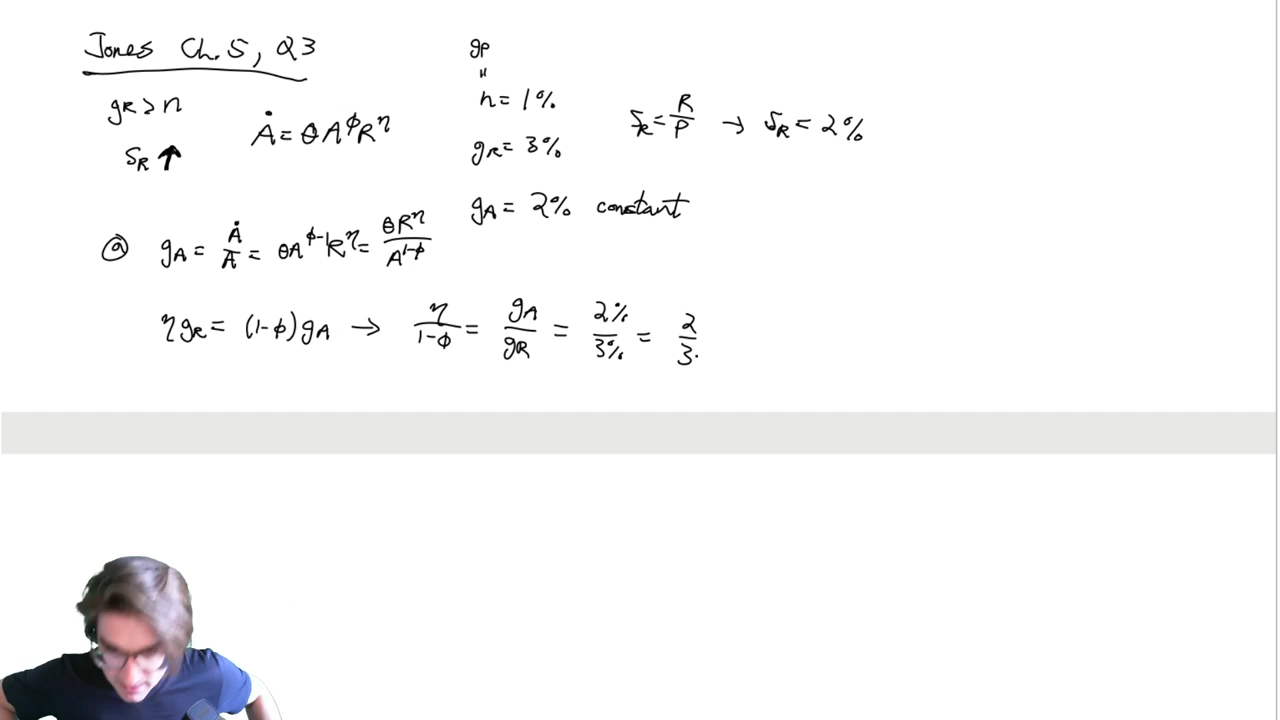 Jones Ch. 5, Q3
gR > n
sR ↑
Ȧ = θA^ϕ R^η
gP
"
n = 1%
gR = 3%
gA = 2% constant
sR = R/P → sR = 2%
ⓐ gA = Ȧ/A = θA^(ϕ-1) R^η = θR^η / A^(1-ϕ)
ηgR = (1-ϕ)gA → η/(1-ϕ) = gA/gR = 2%/3% = 2/3.